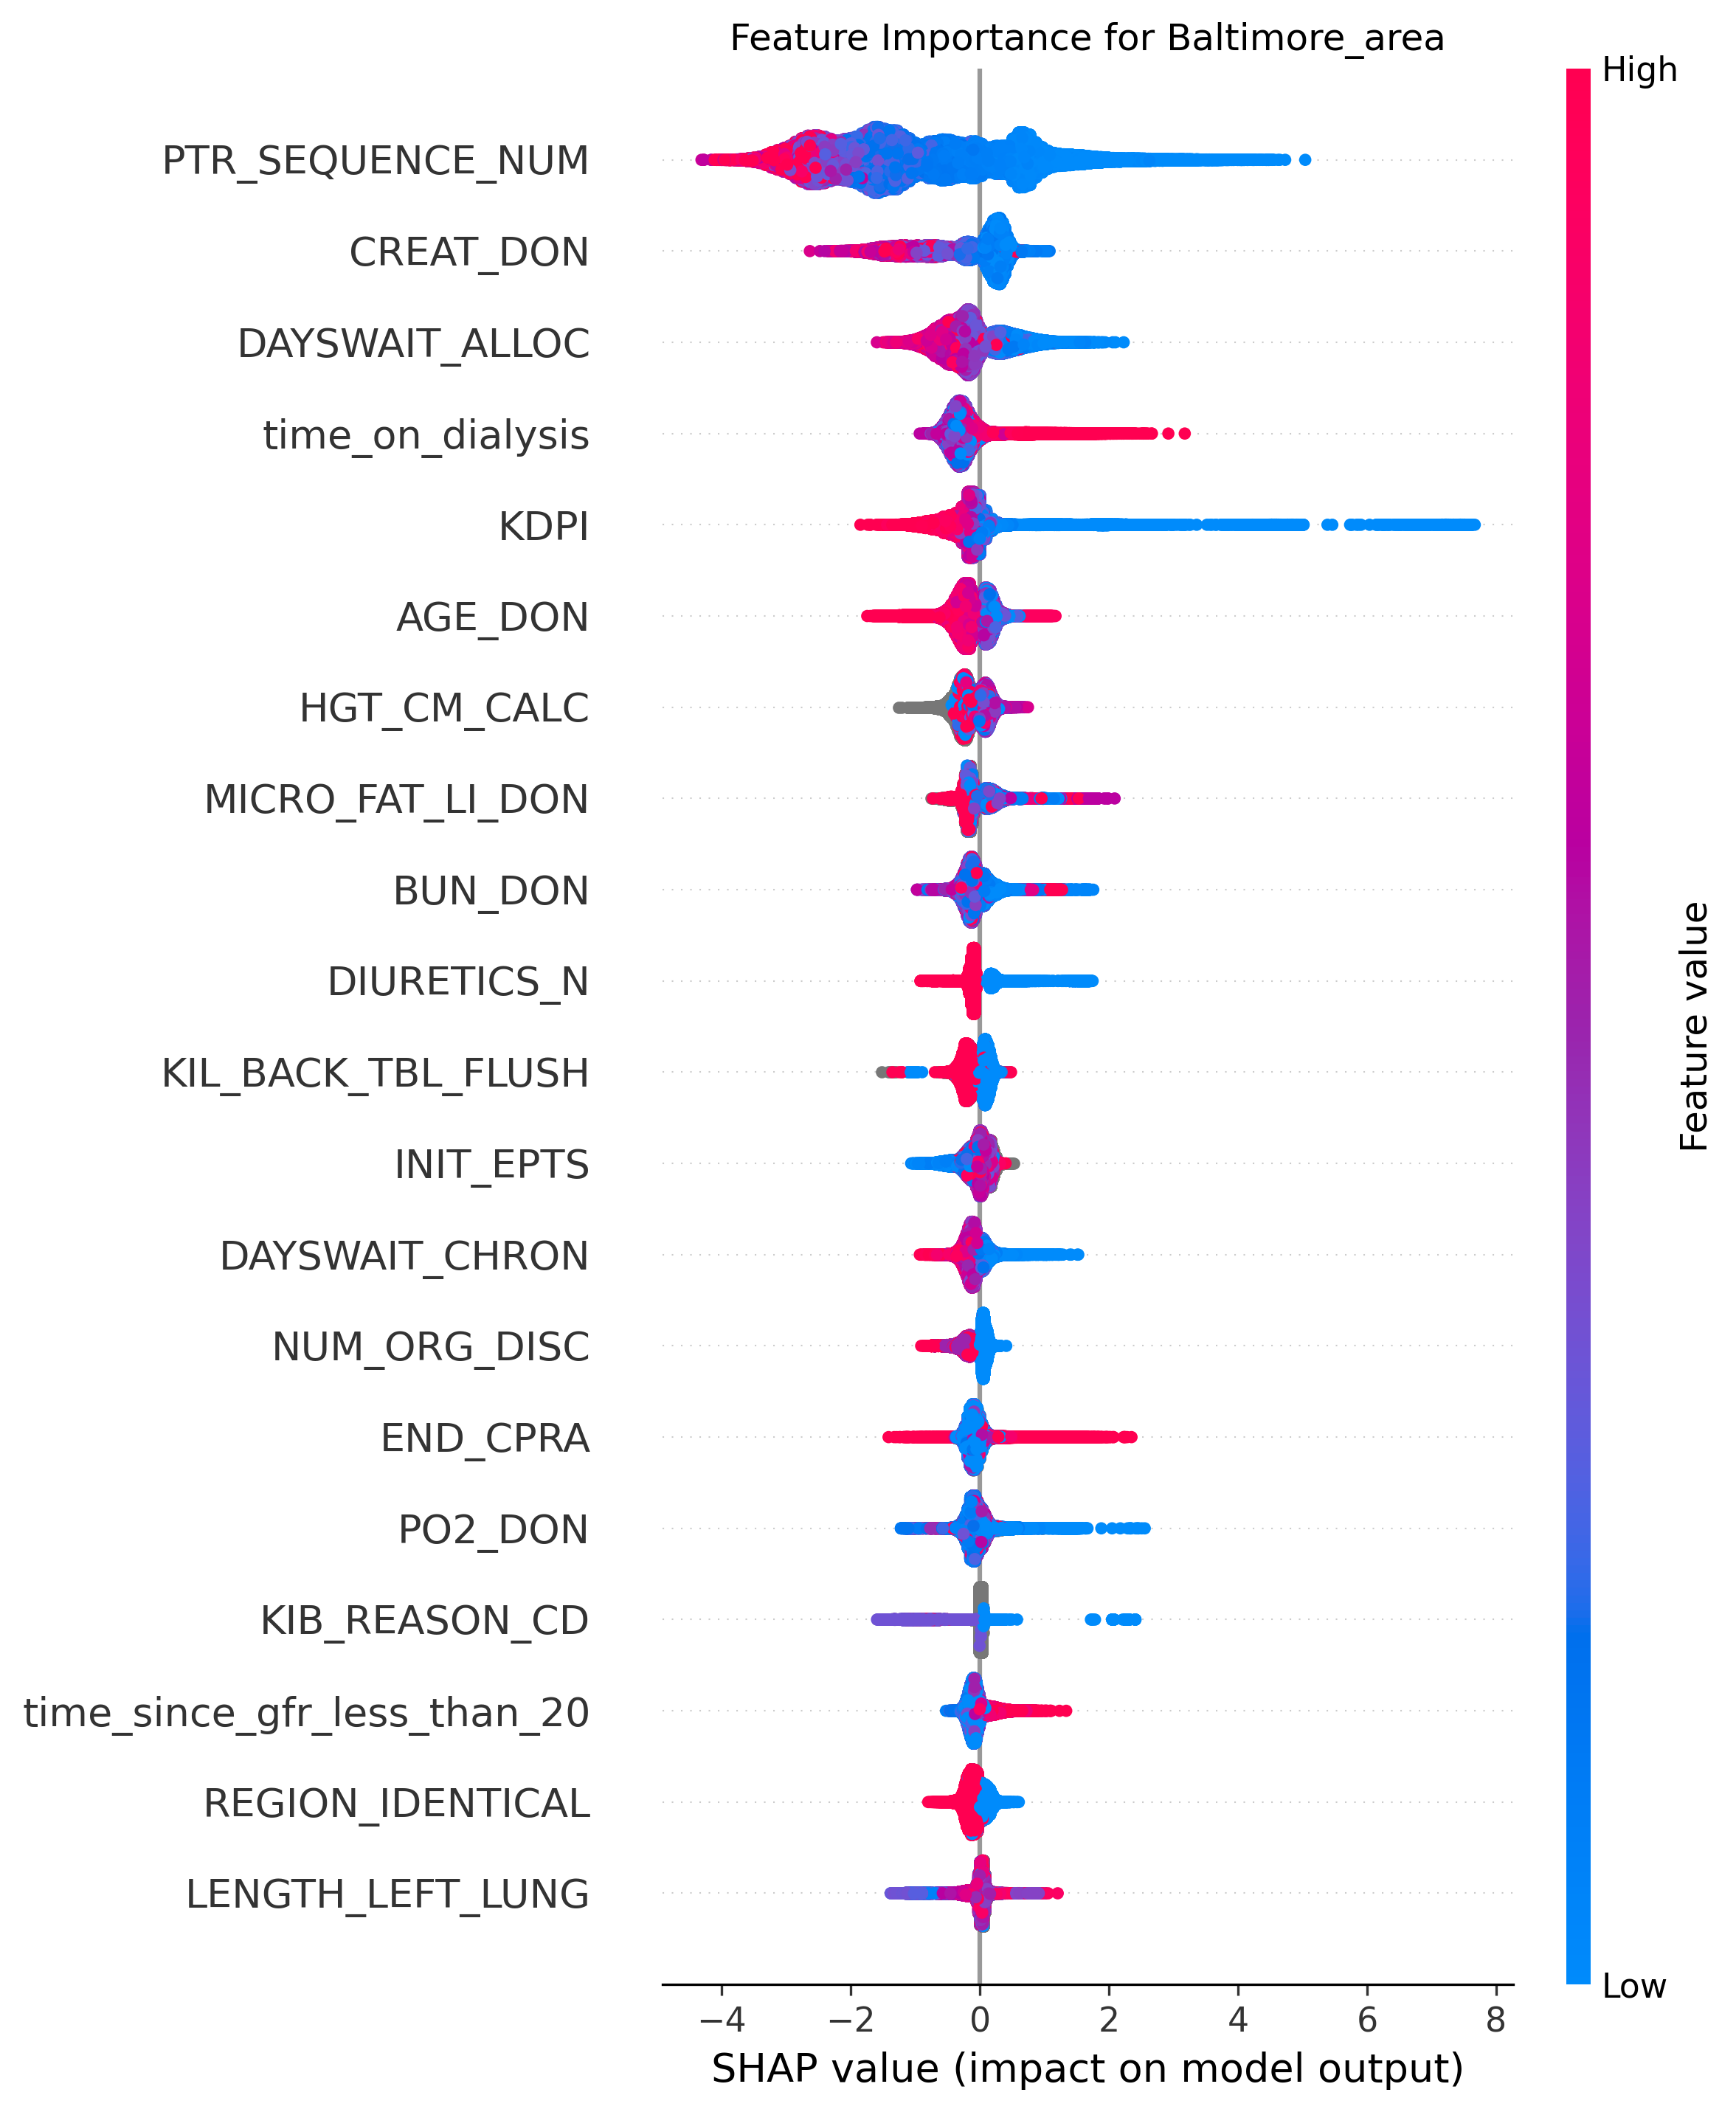 Feature Importance for Baltimore_area
High
PTR_SEQUENCE_NUM
CREAT_DON
DAYSWAIT_ALLOC
time_on_dialysis
KDPI
AGE_DON
HGT_CM_CALC
MICRO_FAT_LI_DON
BUN_DON
DIURETICS_N
KIL_BACK_TBL_FLUSH
INIT_EPTS
DAYSWAIT_CHRON
NUM_ORG_DISC
END_CPRA
PO2_DON
KIB_REASON_CD
time_since_gfr_less_than_20
REGION_IDENTICAL
LENGTH_LEFT_LUNG
Feature value
Low
−4 −2 0 2 4 6 8
SHAP value (impact on model output)